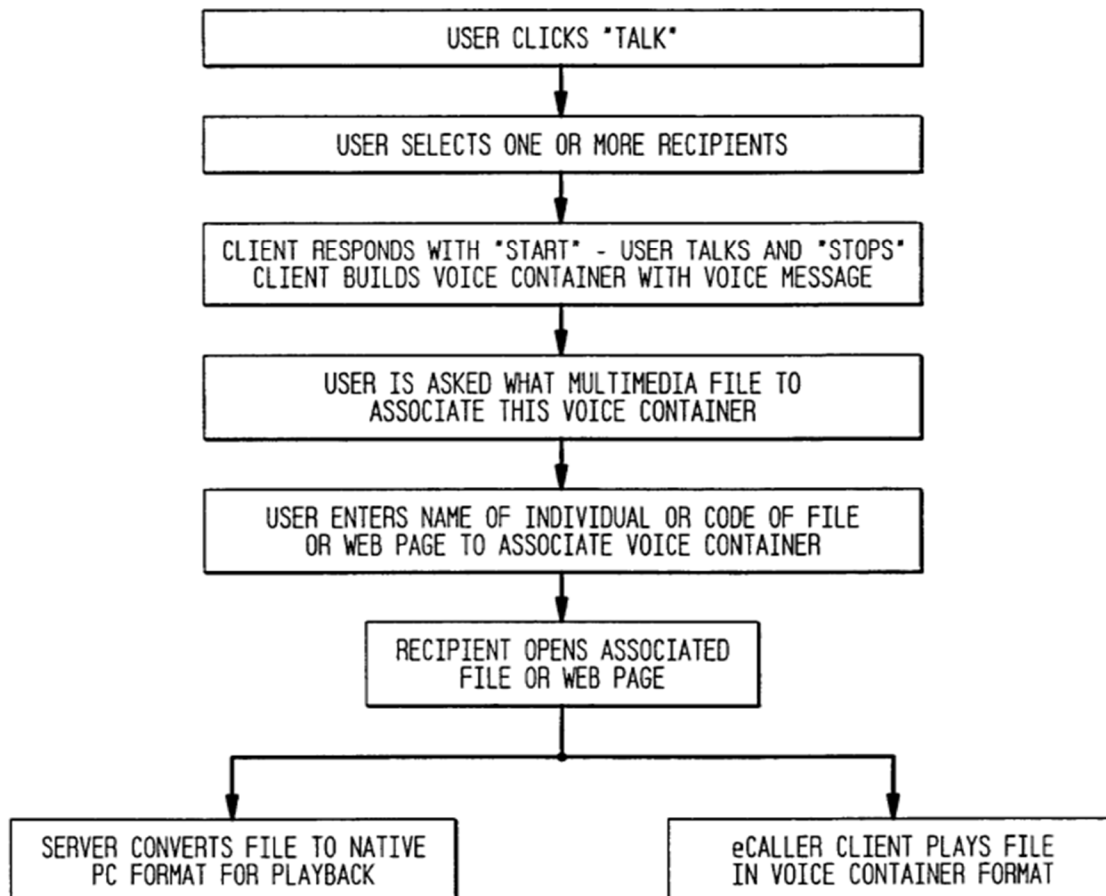 USER CLICKS "TALK"
USER SELECTS ONE OR MORE RECIPIENTS
CLIENT RESPONDS WITH "START" - USER TALKS AND "STOPS"
CLIENT BUILDS VOICE CONTAINER WITH VOICE MESSAGE
USER IS ASKED WHAT MULTIMEDIA FILE TO
ASSOCIATE THIS VOICE CONTAINER
USER ENTERS NAME OF INDIVIDUAL OR CODE OF FILE
OR WEB PAGE TO ASSOCIATE VOICE CONTAINER
RECIPIENT OPENS ASSOCIATED
FILE OR WEB PAGE
SERVER CONVERTS FILE TO NATIVE
PC FORMAT FOR PLAYBACK
eCALLER CLIENT PLAYS FILE
IN VOICE CONTAINER FORMAT